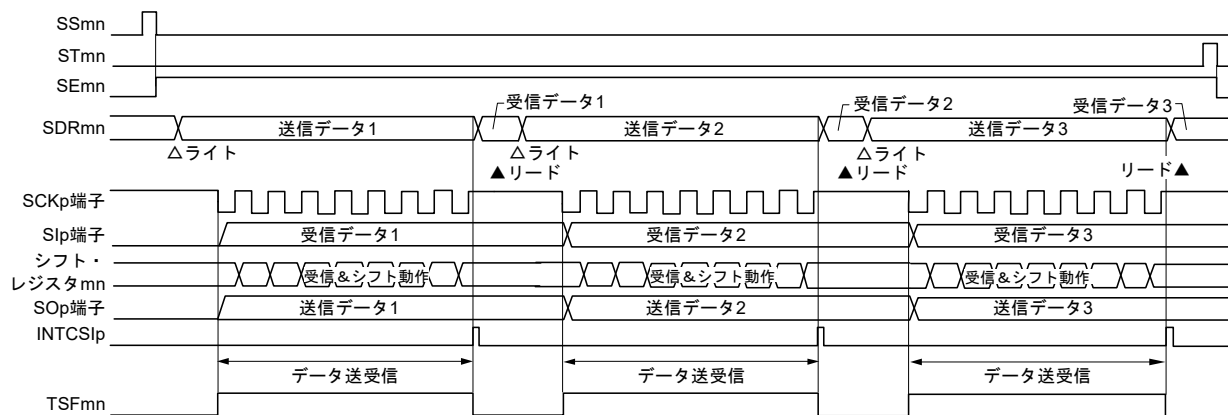 SSmn
STmn
SEmn
受信データ1
受信データ2
受信データ3
SDRmn
送信データ1
送信データ2
送信データ3
△ライト
△ライト
△ライト
▲リード
▲リード
リード▲
SCKp端子
SIp端子
受信データ1
受信データ2
受信データ3
シフト・
レジスタmn
受信&シフト動作
受信&シフト動作
受信&シフト動作
SOp端子
送信データ1
送信データ2
送信データ3
INTCSIp
データ送受信
データ送受信
データ送受信
TSFmn